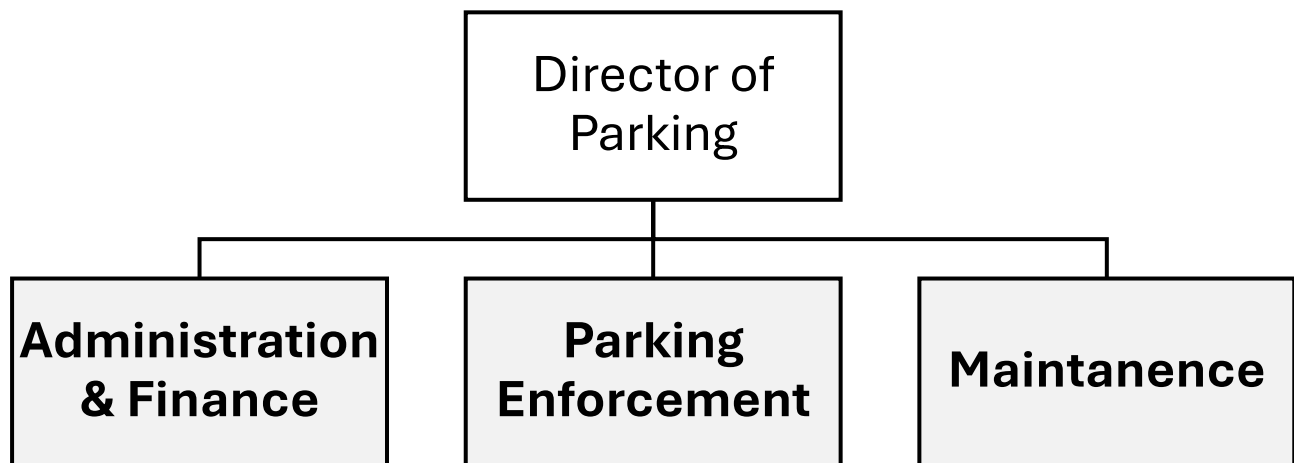 Director of
Parking
Administration
& Finance
Parking
Enforcement
Maintanence